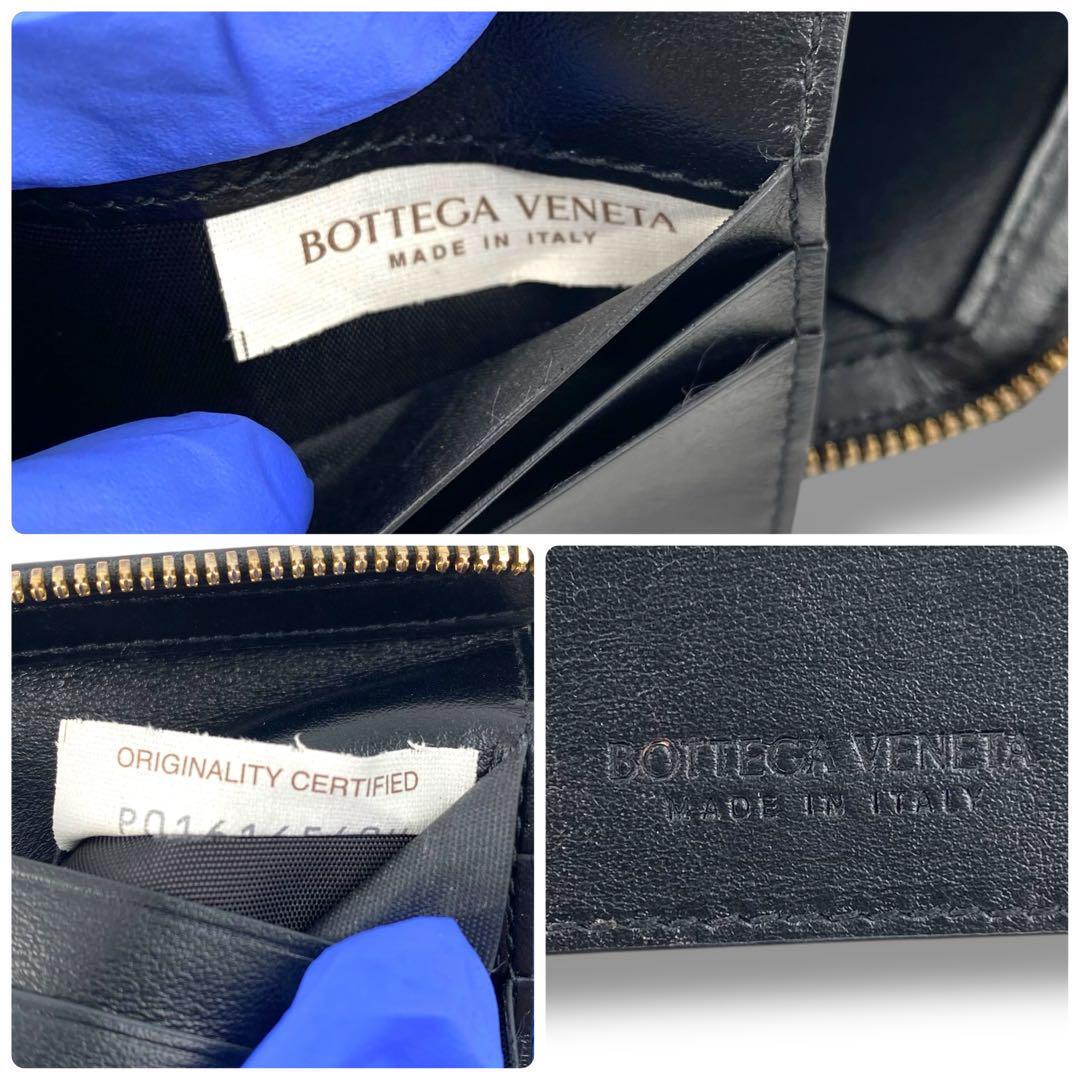 BOTTEGA VENETA
MADE IN ITALY
ORIGINALITY CERTIFIED
BOTTEGA VENETA
MADE IN ITALY